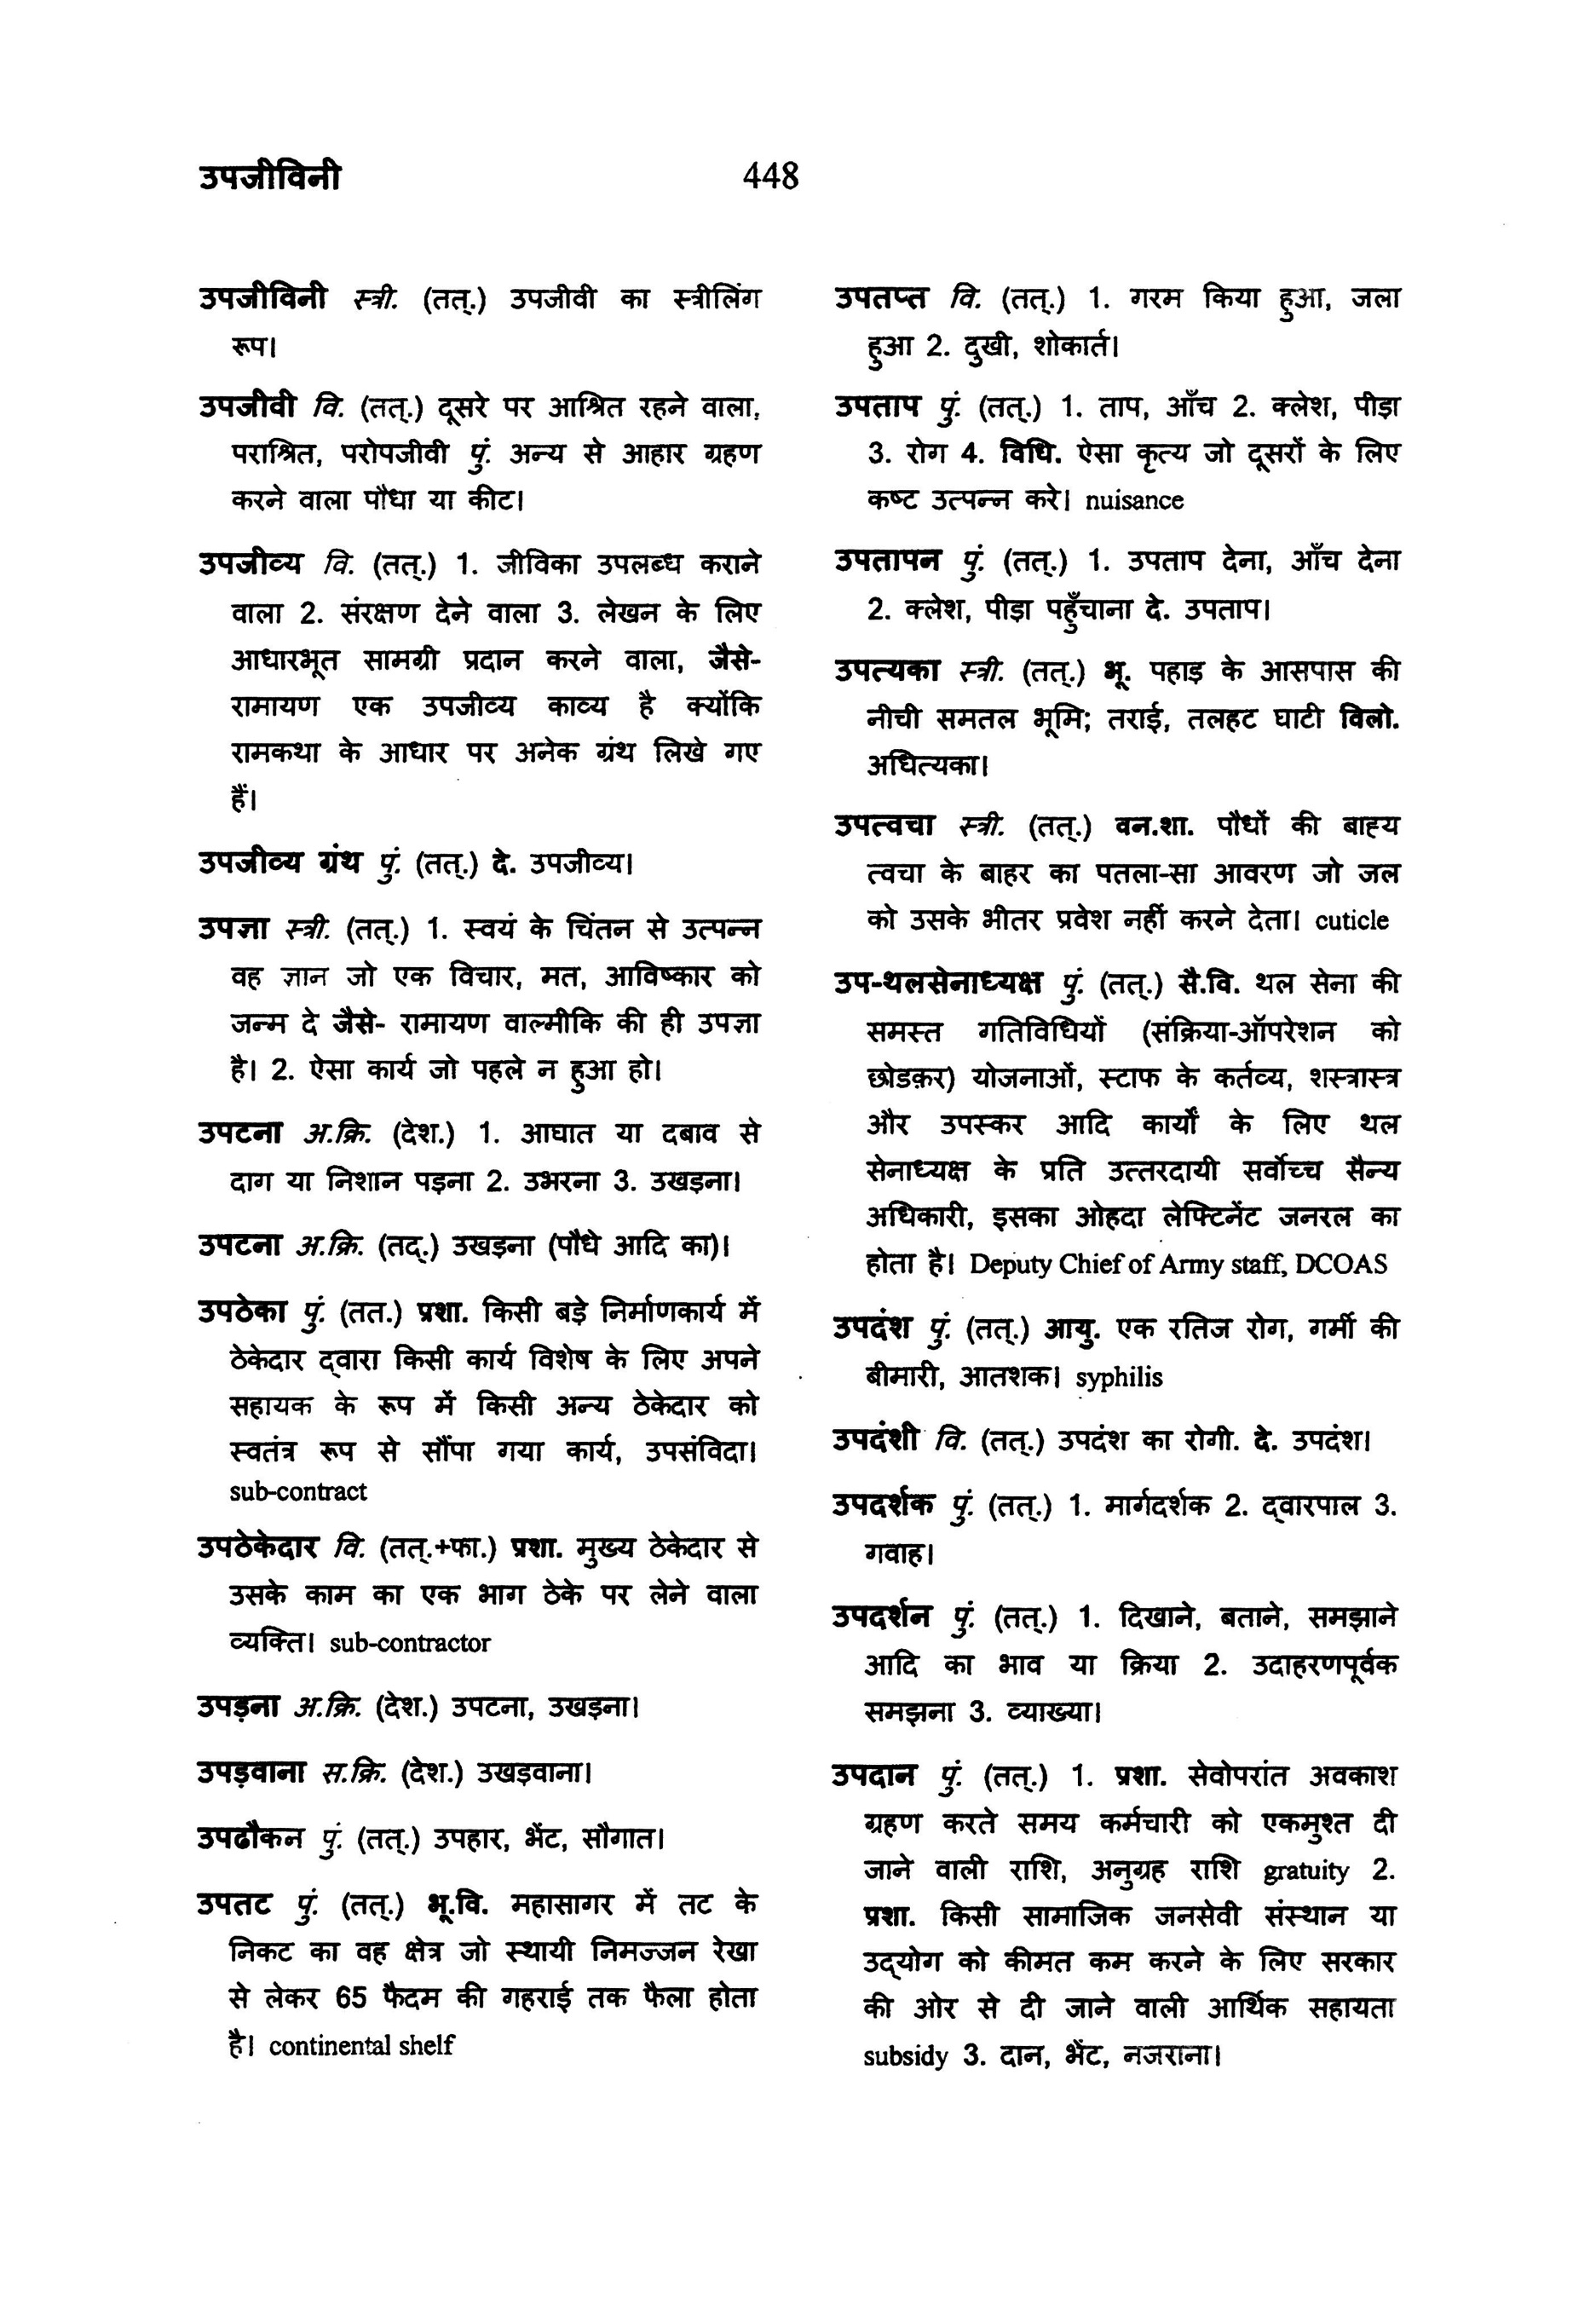 उपजीविनी
448
उपजीविनी स्त्री. (तत्.) उपजीवी का स्त्रीलिंग
रूप।
उपजीवी वि. (तत्.) दूसरे पर आश्रित रहने वाला,
पराश्रित, परोपजीवी पुं. अन्य से आहार ग्रहण
करने वाला पौधा या कीट।
उपजीव्य वि. (तत्.) 1. जीविका उपलब्ध कराने
वाला 2. संरक्षण देने वाला 3. लेखन के लिए
आधारभूत सामग्री प्रदान करने वाला, जैसे-
रामायण एक उपजीव्य काव्य है क्योंकि
रामकथा के आधार पर अनेक ग्रंथ लिखे गए
हैं।
उपजीव्य ग्रंथ पुं. (तत्.) दे. उपजीव्य।
उपज्ञा स्त्री. (तत्.) 1. स्वयं के चिंतन से उत्पन्न
वह ज्ञान जो एक विचार, मत, आविष्कार को
जन्म दे जैसे- रामायण वाल्मीकि की ही उपज्ञा
है। 2. ऐसा कार्य जो पहले न हुआ हो।
उपटना अ.क्रि. (देश.) 1. आघात या दबाव से
दाग या निशान पड़ना 2. उभरना 3. उखड़ना।
उपटना अ.क्रि. (तद्.) उखड़ना (पौधे आदि का)।
उपठेका पुं. (तत.) प्रशा. किसी बड़े निर्माणकार्य में
ठेकेदार द्वारा किसी कार्य विशेष के लिए अपने
सहायक के रूप में किसी अन्य ठेकेदार को
स्वतंत्र रूप से सौंपा गया कार्य, उपसंविदा।
sub-contract
उपठेकेदार वि. (तत्.+फा.) प्रशा. मुख्य ठेकेदार से
उसके काम का एक भाग ठेके पर लेने वाला
व्यक्ति। sub-contractor
उपड़ना अ.क्रि. (देश.) उपटना, उखड़ना।
उपड़वाना स.क्रि. (देश.) उखड़वाना।
उपढौकन पुं. (तत्.) उपहार, भेंट, सौगात।
उपतट पुं. (तत्.) भू.वि. महासागर में तट के
निकट का वह क्षेत्र जो स्थायी निमज्जन रेखा
से लेकर 65 फैदम की गहराई तक फैला होता
है। continental shelf
उपतप्त वि. (तत्.) 1. गरम किया हुआ, जला
हुआ 2. दुखी, शोकार्त।
उपताप पुं. (तत्.) 1. ताप, आँच 2. क्लेश, पीड़ा
3. रोग 4. विधि. ऐसा कृत्य जो दूसरों के लिए
कष्ट उत्पन्न करे। nuisance
उपतापन पुं. (तत्.) 1. उपताप देना, आँच देना
2. क्लेश, पीड़ा पहुँचाना दे. उपताप।
उपत्यका स्त्री. (तत्.) भू. पहाड़ के आसपास की
नीची समतल भूमि; तराई, तलहट घाटी विलो.
अधित्यका।
उपत्वचा स्त्री. (तत्.) वन.शा. पौधों की बाह्य
त्वचा के बाहर का पतला-सा आवरण जो जल
को उसके भीतर प्रवेश नहीं करने देता। cuticle
उप-थलसेनाध्यक्ष पुं. (तत्.) सै.वि. थल सेना की
समस्त गतिविधियों (संक्रिया-ऑपरेशन को
छोडक़र) योजनाओं, स्टाफ के कर्तव्य, शस्त्रास्त्र
और उपस्कर आदि कार्यों के लिए थल
सेनाध्यक्ष के प्रति उत्तरदायी सर्वोच्च सैन्य
अधिकारी, इसका ओहदा लेफ्टिनेंट जनरल का
होता है। Deputy Chief of Army staff, DCOAS
उपदंश पुं. (तत्.) आयु. एक रतिज रोग, गर्मी की
बीमारी, आतशक। syphilis
उपदंशी वि. (तत्.) उपदंश का रोगी. दे. उपदंश।
उपदर्शक पुं. (तत्.) 1. मार्गदर्शक 2. द्वारपाल 3.
गवाह।
उपदर्शन पुं. (तत्.) 1. दिखाने, बताने, समझाने
आदि का भाव या क्रिया 2. उदाहरणपूर्वक
समझना 3. व्याख्या।
उपदान पुं. (तत्.) 1. प्रशा. सेवोपरांत अवकाश
ग्रहण करते समय कर्मचारी को एकमुश्त दी
जाने वाली राशि, अनुग्रह राशि gratuity 2.
प्रशा. किसी सामाजिक जनसेवी संस्थान या
उद्योग को कीमत कम करने के लिए सरकार
की ओर से दी जाने वाली आर्थिक सहायता
subsidy 3. दान, भेंट, नजराना।